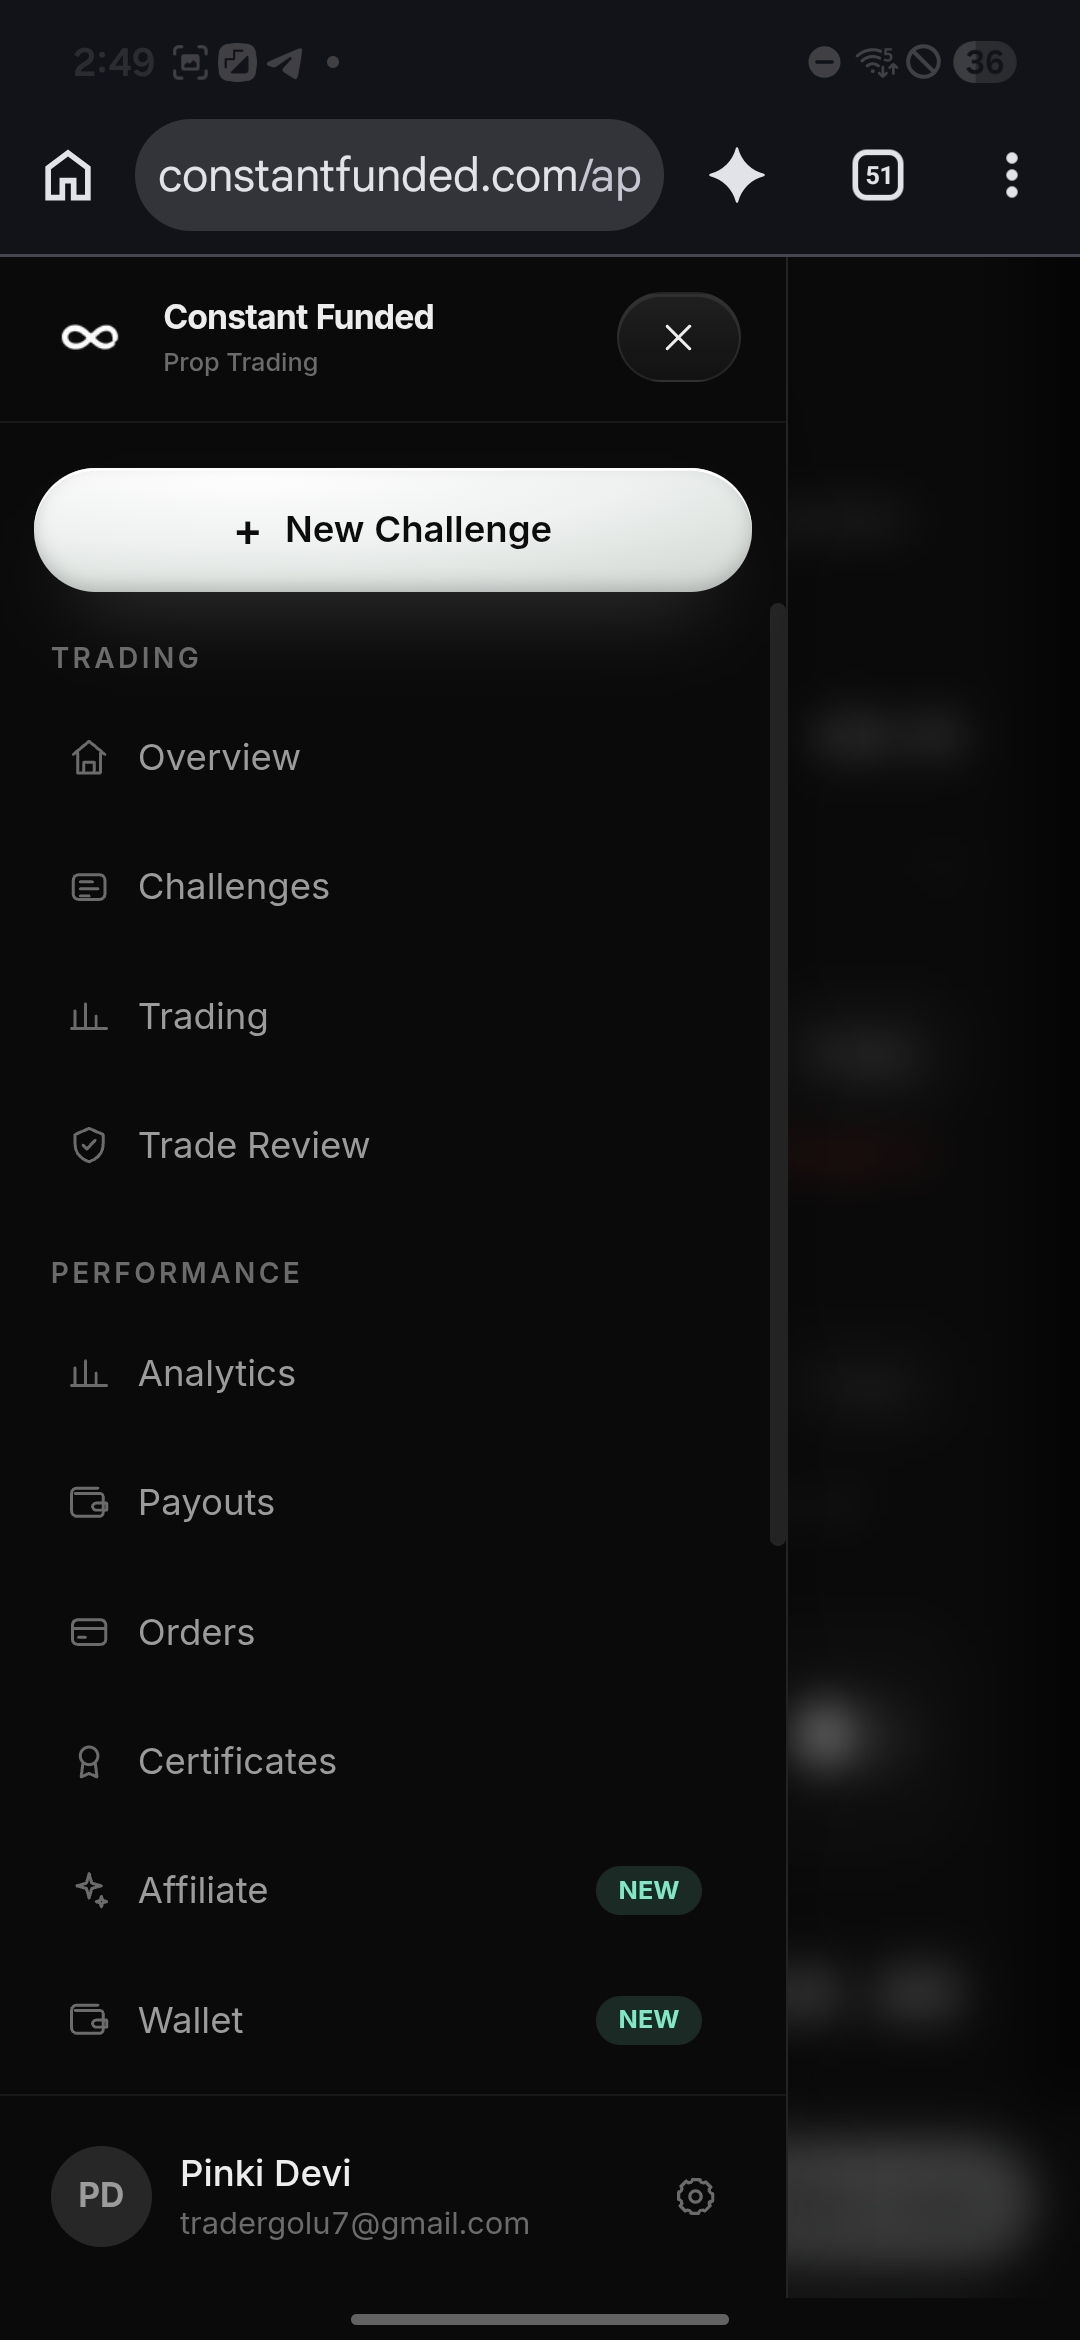 2:49
5
36
constantfunded.com/ap
51
Constant Funded
Prop Trading
+ New Challenge
TRADING
Overview
Challenges
Trading
Trade Review
PERFORMANCE
Analytics
Payouts
Orders
Certificates
Affiliate NEW
Wallet NEW
PD
Pinki Devi
tradergolu7@gmail.com